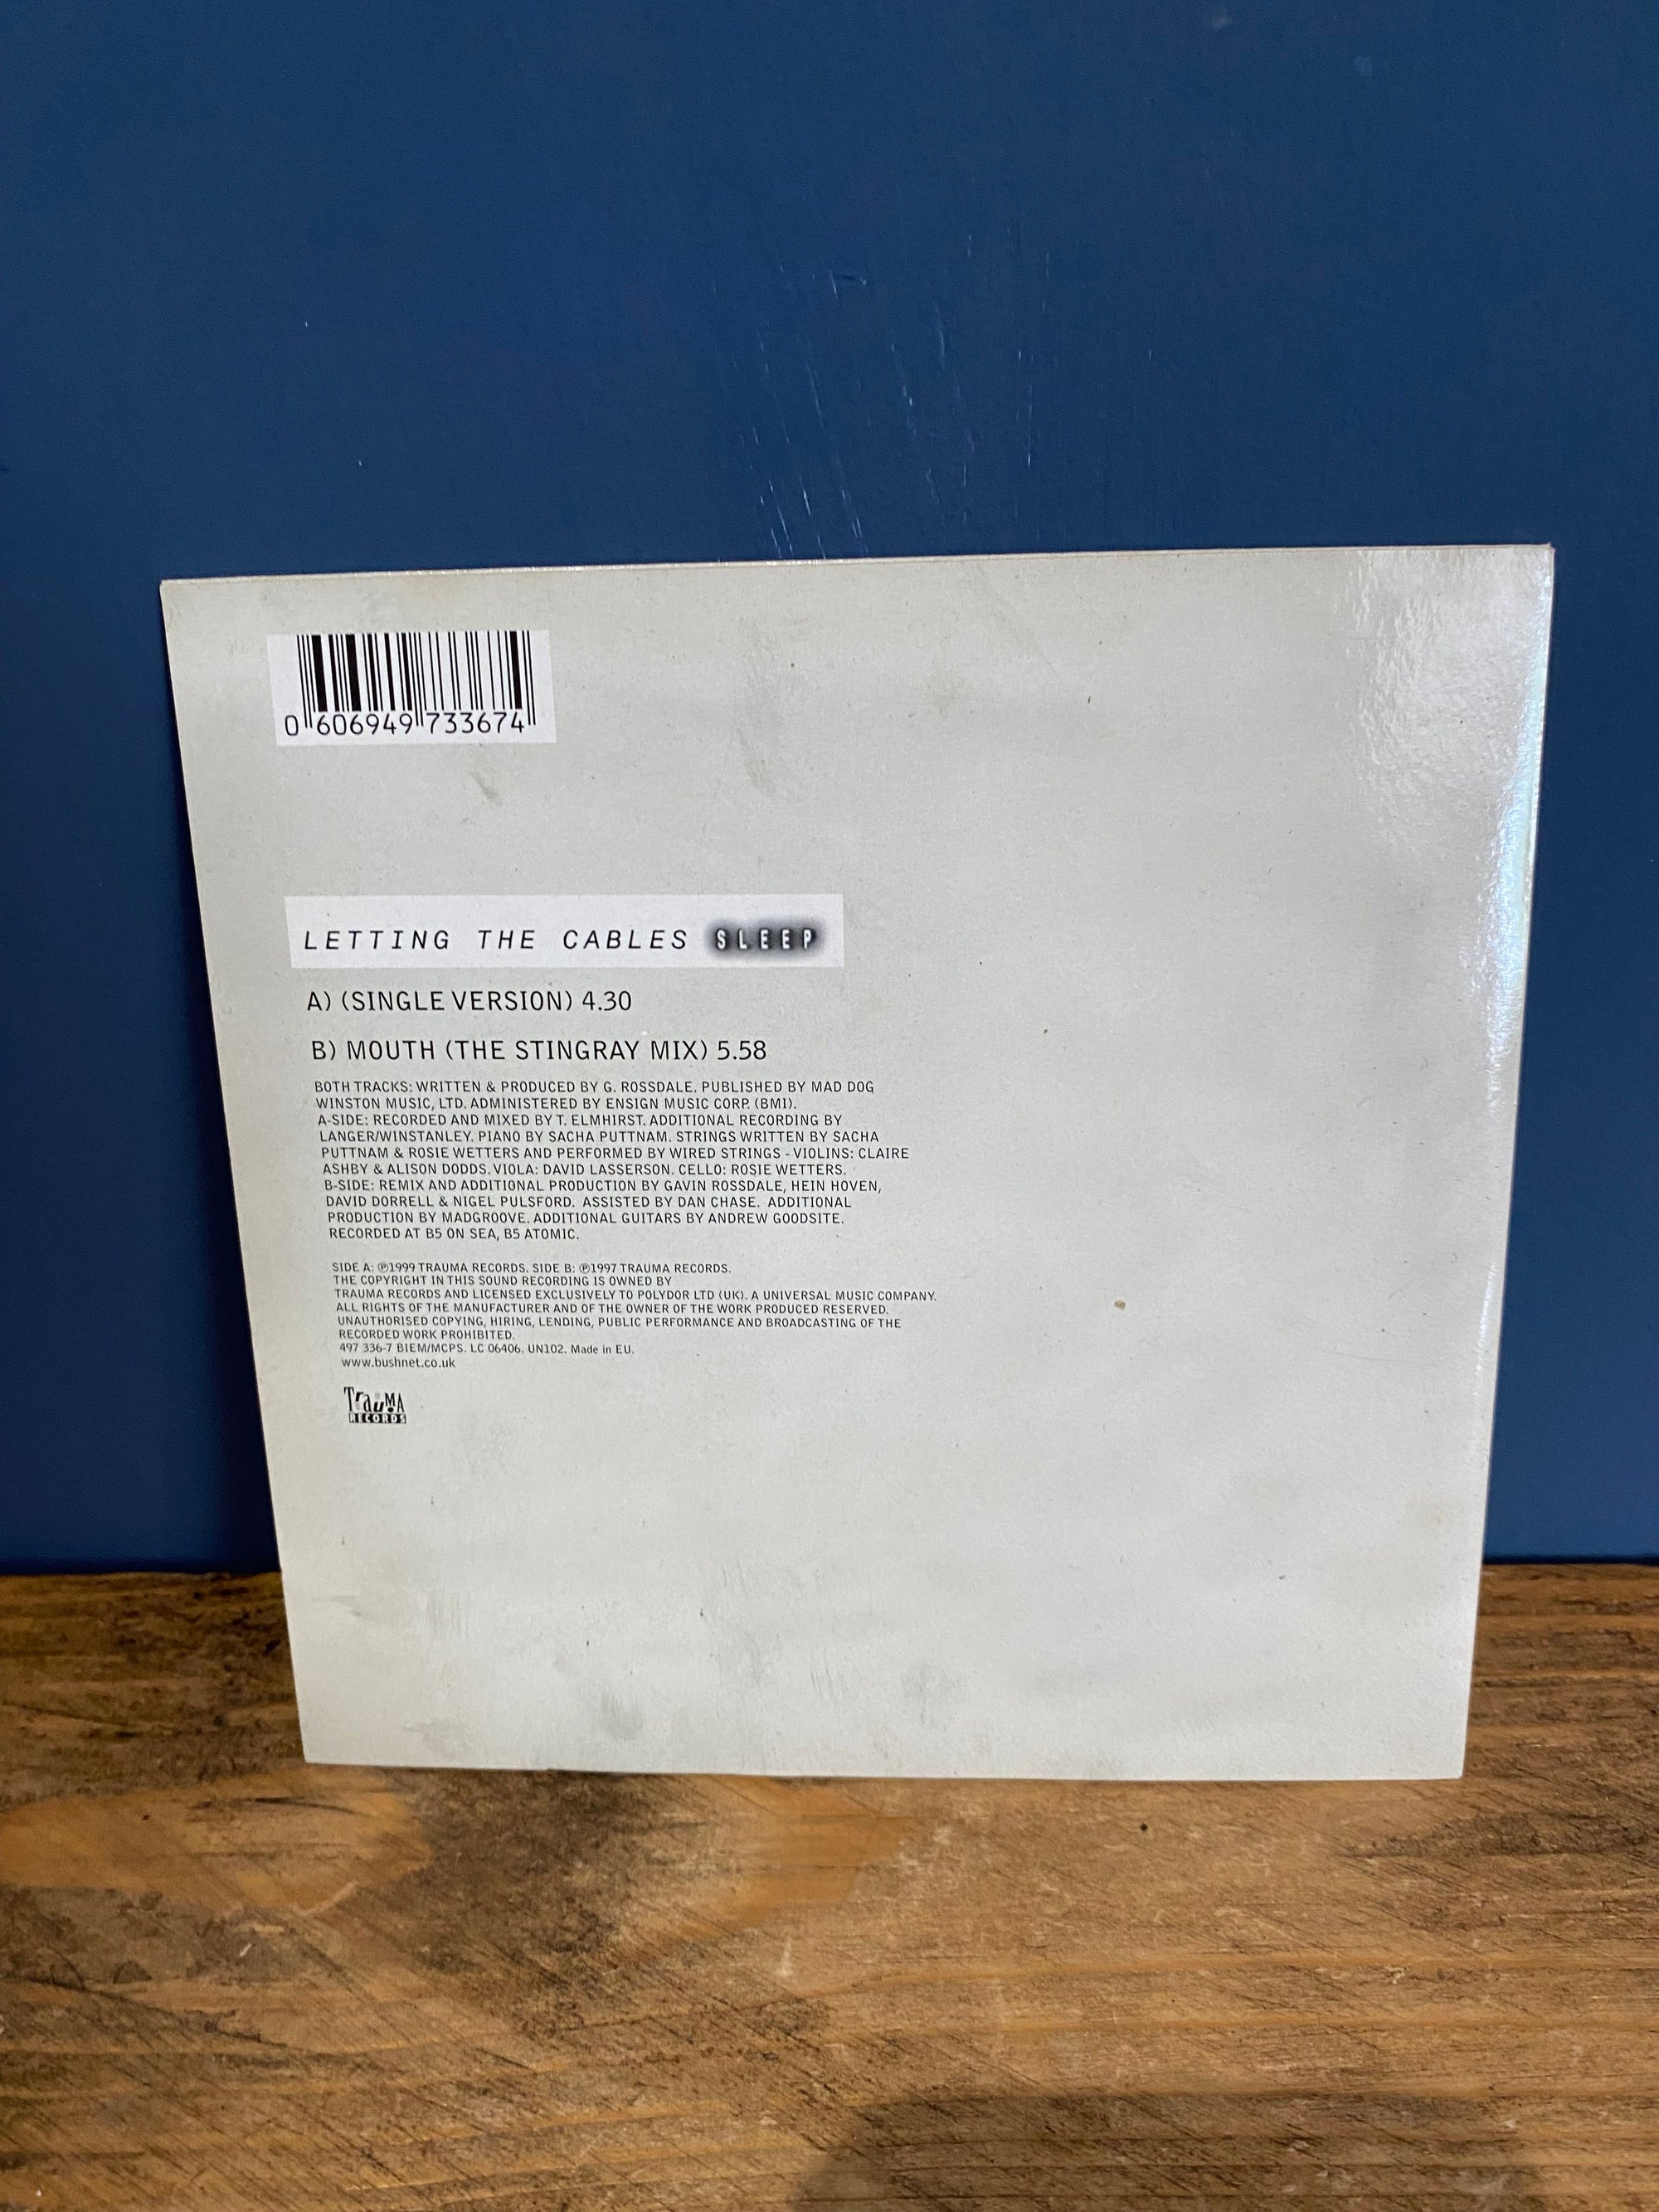 0 606949 733674
LETTING THE CABLES SLEEP
A) (SINGLE VERSION) 4.30
B) MOUTH (THE STINGRAY MIX) 5.58
BOTH TRACKS: WRITTEN & PRODUCED BY G. ROSSDALE. PUBLISHED BY MAD DOG
WINSTON MUSIC, LTD. ADMINISTERED BY ENSIGN MUSIC CORP. (BMI).
A-SIDE: RECORDED AND MIXED BY T. ELMHIRST. ADDITIONAL RECORDING BY
LANGER/WINSTANLEY. PIANO BY SACHA PUTTNAM. STRINGS WRITTEN BY SACHA
PUTTNAM & ROSIE WETTERS AND PERFORMED BY WIRED STRINGS - VIOLINS: CLAIRE
ASHBY & ALISON DODDS. VIOLA: DAVID LASSERSON. CELLO: ROSIE WETTERS.
B-SIDE: REMIX AND ADDITIONAL PRODUCTION BY GAVIN ROSSDALE, HEIN HOVEN,
DAVID DORRELL & NIGEL PULSFORD. ASSISTED BY DAN CHASE. ADDITIONAL
PRODUCTION BY MADGROOVE. ADDITIONAL GUITARS BY ANDREW GOODSITE.
RECORDED AT B5 ON SEA, B5 ATOMIC.
SIDE A: ℗1999 TRAUMA RECORDS. SIDE B: ℗1997 TRAUMA RECORDS.
THE COPYRIGHT IN THIS SOUND RECORDING IS OWNED BY
TRAUMA RECORDS AND LICENSED EXCLUSIVELY TO POLYDOR LTD (UK). A UNIVERSAL MUSIC COMPANY.
ALL RIGHTS OF THE MANUFACTURER AND OF THE OWNER OF THE WORK PRODUCED RESERVED.
UNAUTHORISED COPYING, HIRING, LENDING, PUBLIC PERFORMANCE AND BROADCASTING OF THE
RECORDED WORK PROHIBITED.
497 336-7 BIEM/MCPS. LC 06406. UN102. Made in EU.
www.bushnet.co.uk
TrauMA
RECORDS